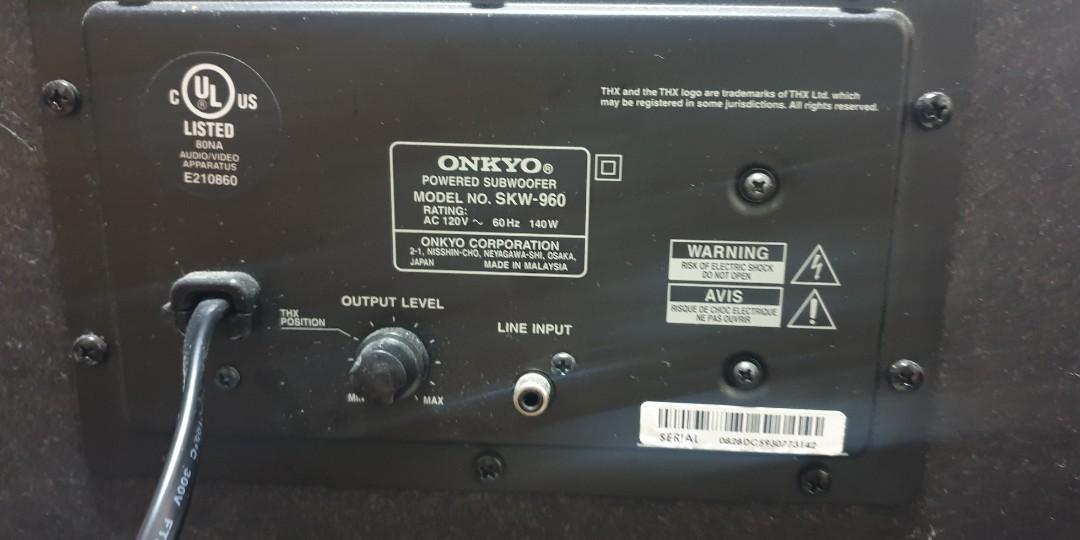 C UL US
®
LISTED
80NA
AUDIO/VIDEO
APPARATUS
E210860
THX and the THX logo are trademarks of THX Ltd. which
may be registered in some jurisdictions. All rights reserved.
ONKYO®
POWERED SUBWOOFER
MODEL NO. SKW-960
RATING:
AC 120V ~ 60Hz 140W
ONKYO CORPORATION
2-1, NISSHIN-CHO, NEYAGAWA-SHI, OSAKA,
JAPAN MADE IN MALAYSIA
WARNING
RISK OF ELECTRIC SHOCK
DO NOT OPEN
AVIS
RISQUE DE CHOC ELECTRIQUE
NE PAS OUVRIR
OUTPUT LEVEL
THX
POSITION
MAX
LINE INPUT
SERIAL 0828DC5930773142
300V